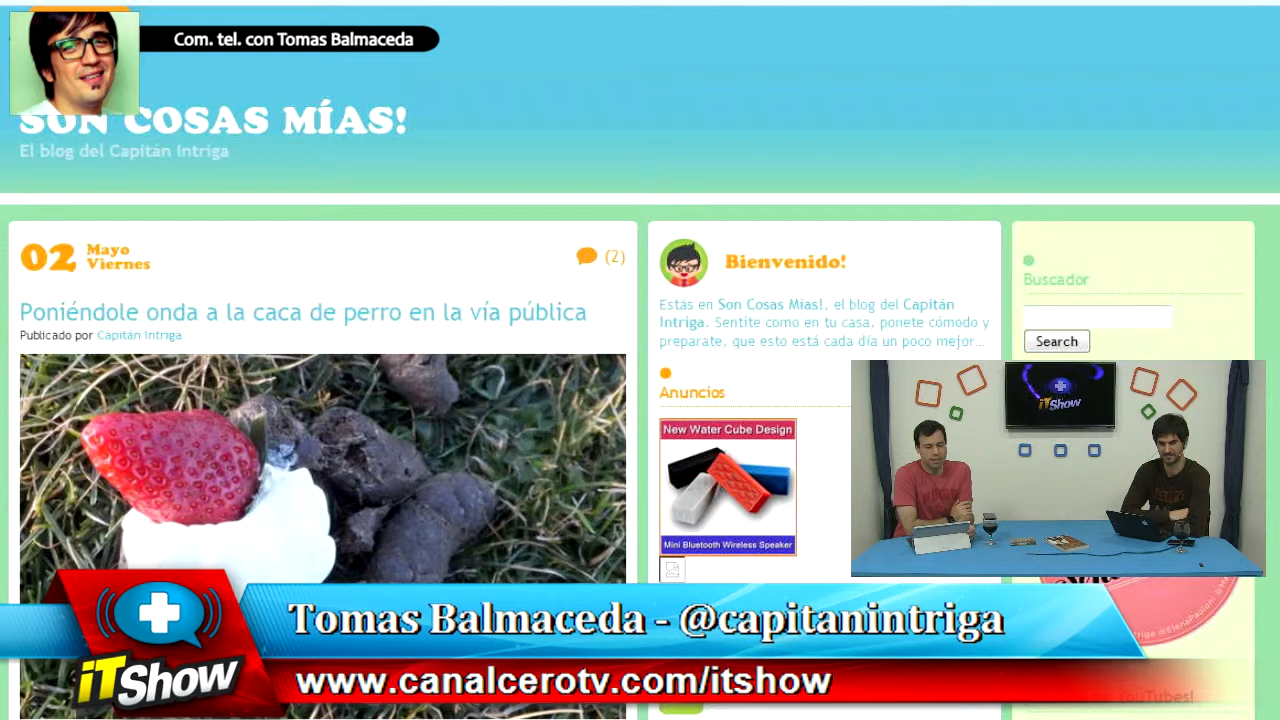 Com. tel. con Tomas Balmaceda
SON COSAS MÍAS!
El blog del Capitán Intriga
02
Mayo
Viernes
(2)
Poniéndole onda a la caca de perro en la vía pública
Publicado por Capitán Intriga
Bienvenido!
Estás en Son Cosas Mías!, el blog del Capitán
Intriga. Sentite como en tu casa, ponete cómodo y
preparate, que esto está cada día un poco mejor...
Anuncios
New Water Cube Design
Mini Bluetooth Wireless Speaker
Buscador
Search
iTShow
Tomas Balmaceda - @capitanintriga
iTShow
www.canalcerotv.com/itshow
YouTubes!